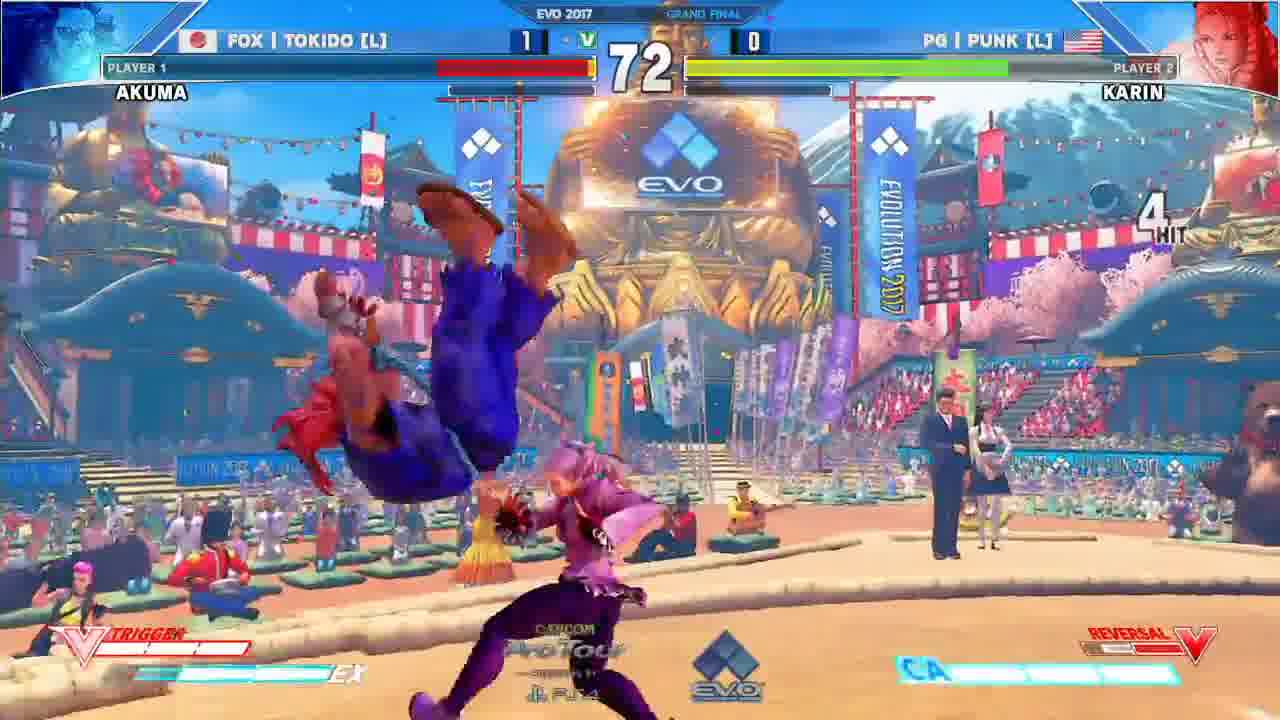 EVO 2017 GRAND FINAL
FOX | TOKIDO [L] 1 V 72 0 PG | PUNK [L]
PLAYER 1 PLAYER 2
AKUMA KARIN
EVO
EVOLUTION 2017
4
HIT
TRIGGER
REVERSAL
EX
CA
CAPCOM
PRO TOUR
PS4
EVO